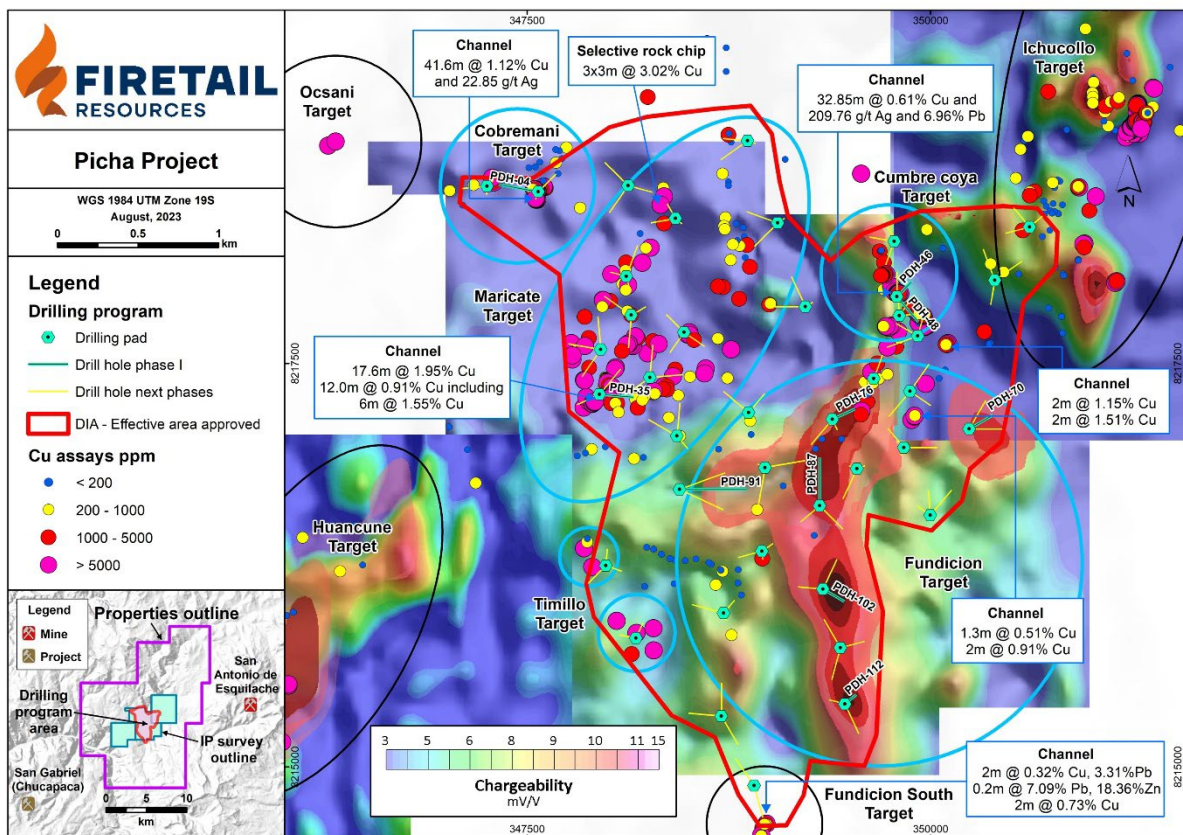 FIRETAIL
RESOURCES
Picha Project
WGS 1984 UTM Zone 19S
August, 2023
0 0.5 1
km
Legend
Drilling program
Drilling pad
Drill hole phase I
Drill hole next phases
DIA - Effective area approved
Cu assays ppm
< 200
200 - 1000
1000 - 5000
> 5000
Legend
Mine
Project
Properties outline
San
Antonio de
Esquilache
Drilling
program
area
IP survey
outline
San Gabriel
(Chucapaca)
0 5 10
km
347500
350000
Ocsani
Target
Channel
41.6m @ 1.12% Cu
and 22.85 g/t Ag
Selective rock chip
3x3m @ 3.02% Cu
Channel
32.85m @ 0.61% Cu and
209.76 g/t Ag and 6.96% Pb
Ichucollo
Target
Cobremani
Target
PDH-04
Cumbre coya
Target
N
PDH-46
PDH-48
Maricate
Target
8217500
8217500
Channel
17.6m @ 1.95% Cu
12.0m @ 0.91% Cu including
6m @ 1.55% Cu
PDH-35
PDH-76
PDH-70
2m @ 1.15% Cu
2m @ 1.51% Cu
PDH-91
PDH-87
Huancune
Target
Fundicion
Target
Timillo
Target
PDH-102
Channel
1.3m @ 0.51% Cu
2m @ 0.91% Cu
PDH-112
3 5 6 8 10 11 15
Chargeability
mV/V
8215000
8215000
Channel
2m @ 0.32% Cu, 3.31%Pb
0.2m @ 7.09% Pb, 18.36%Zn
2m @ 0.73% Cu
Fundicion South
Target
347500
350000